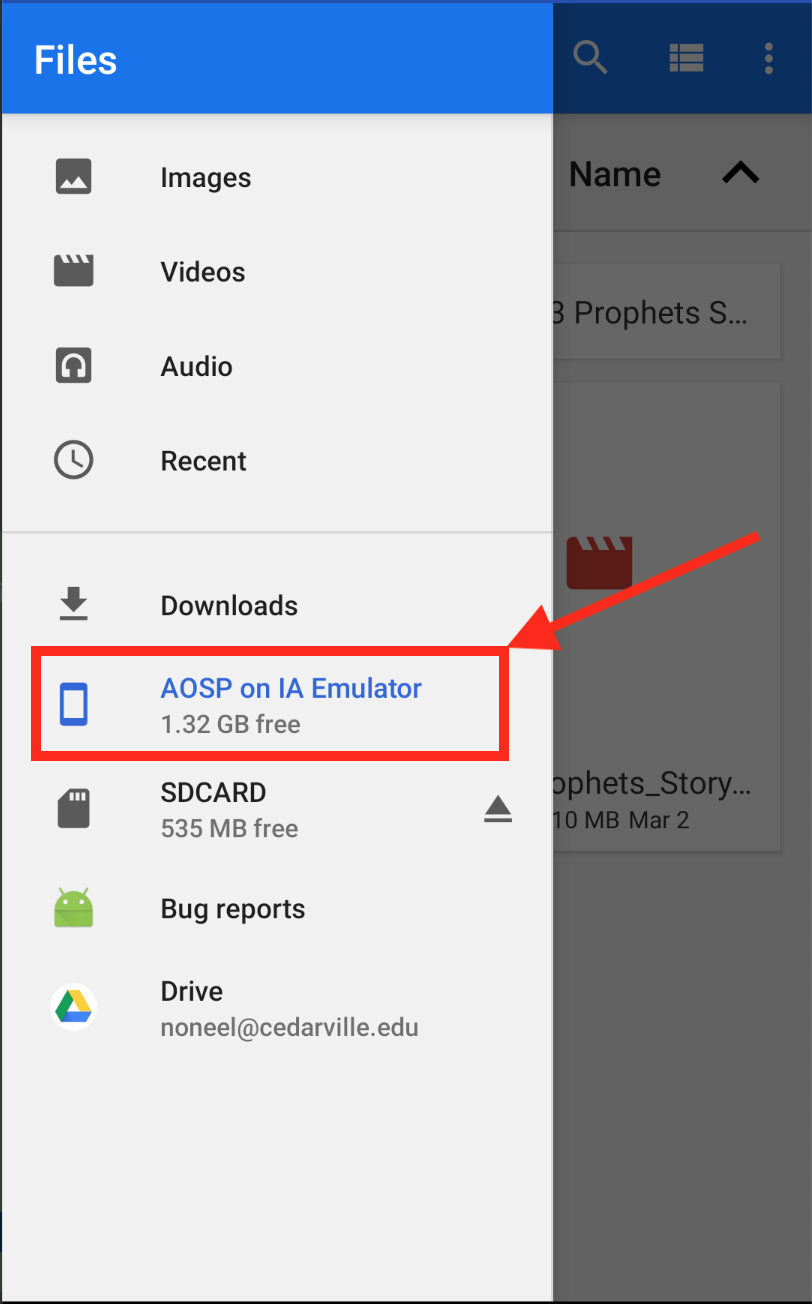 Files
Images
Videos
Audio
Recent
Downloads
AOSP on IA Emulator
1.32 GB free
SDCARD
535 MB free
Bug reports
Drive
noneel@cedarville.edu
Name
3 Prophets S...
ophets_Story...
10 MB Mar 2